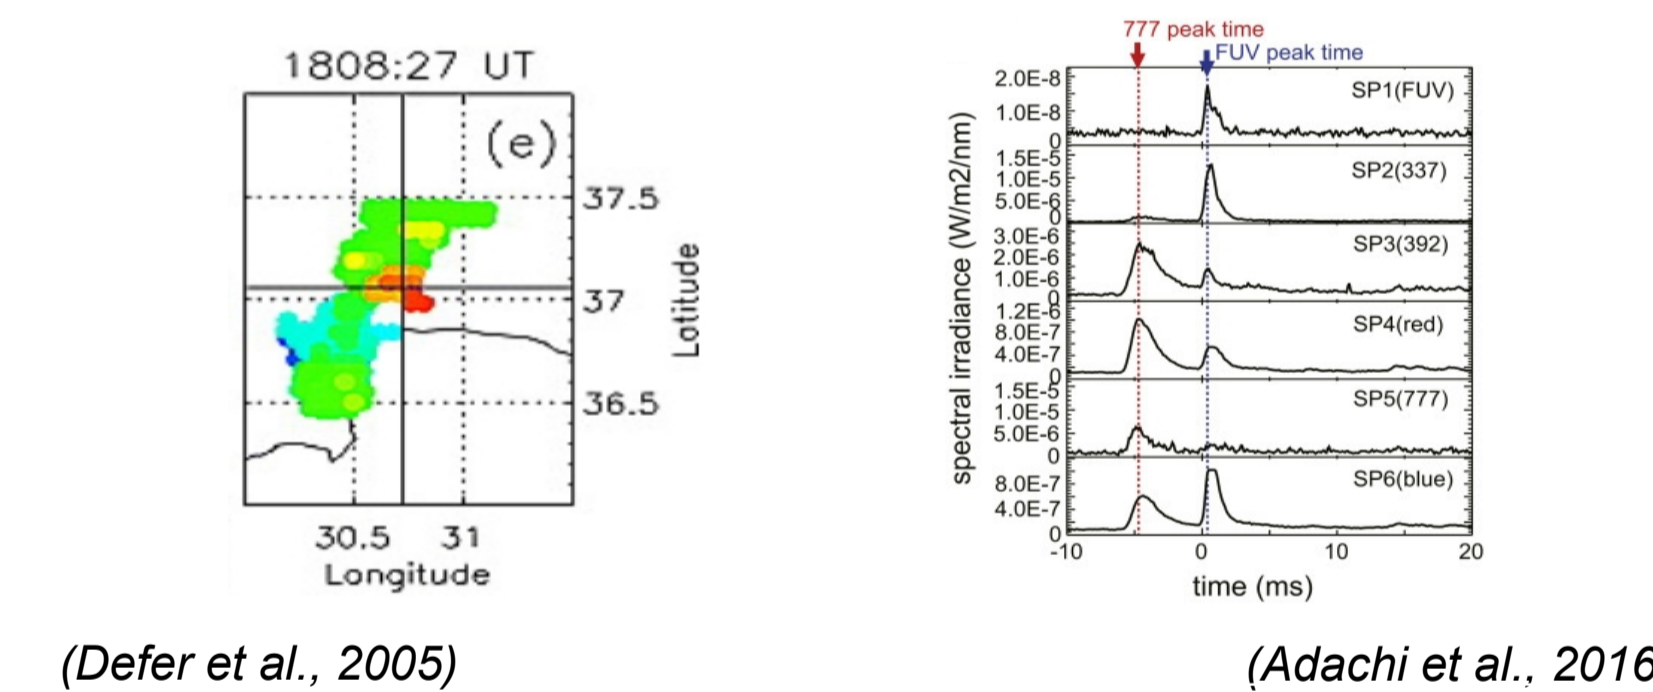 1808:27 UT
(e)
37.5
37
36.5
Latitude
30.5 31
Longitude
(Defer et al., 2005)
777 peak time
FUV peak time
spectral irradiance (W/m2/nm)
2.0E-8
1.0E-8
0
SP1(FUV)
1.5E-5
1.0E-5
5.0E-6
0
SP2(337)
3.0E-6
2.0E-6
1.0E-6
0
SP3(392)
1.2E-6
8.0E-7
4.0E-7
0
SP4(red)
1.5E-5
1.0E-5
5.0E-6
0
SP5(777)
8.0E-7
4.0E-7
0
SP6(blue)
-10 0 10 20
time (ms)
(Adachi et al., 2016